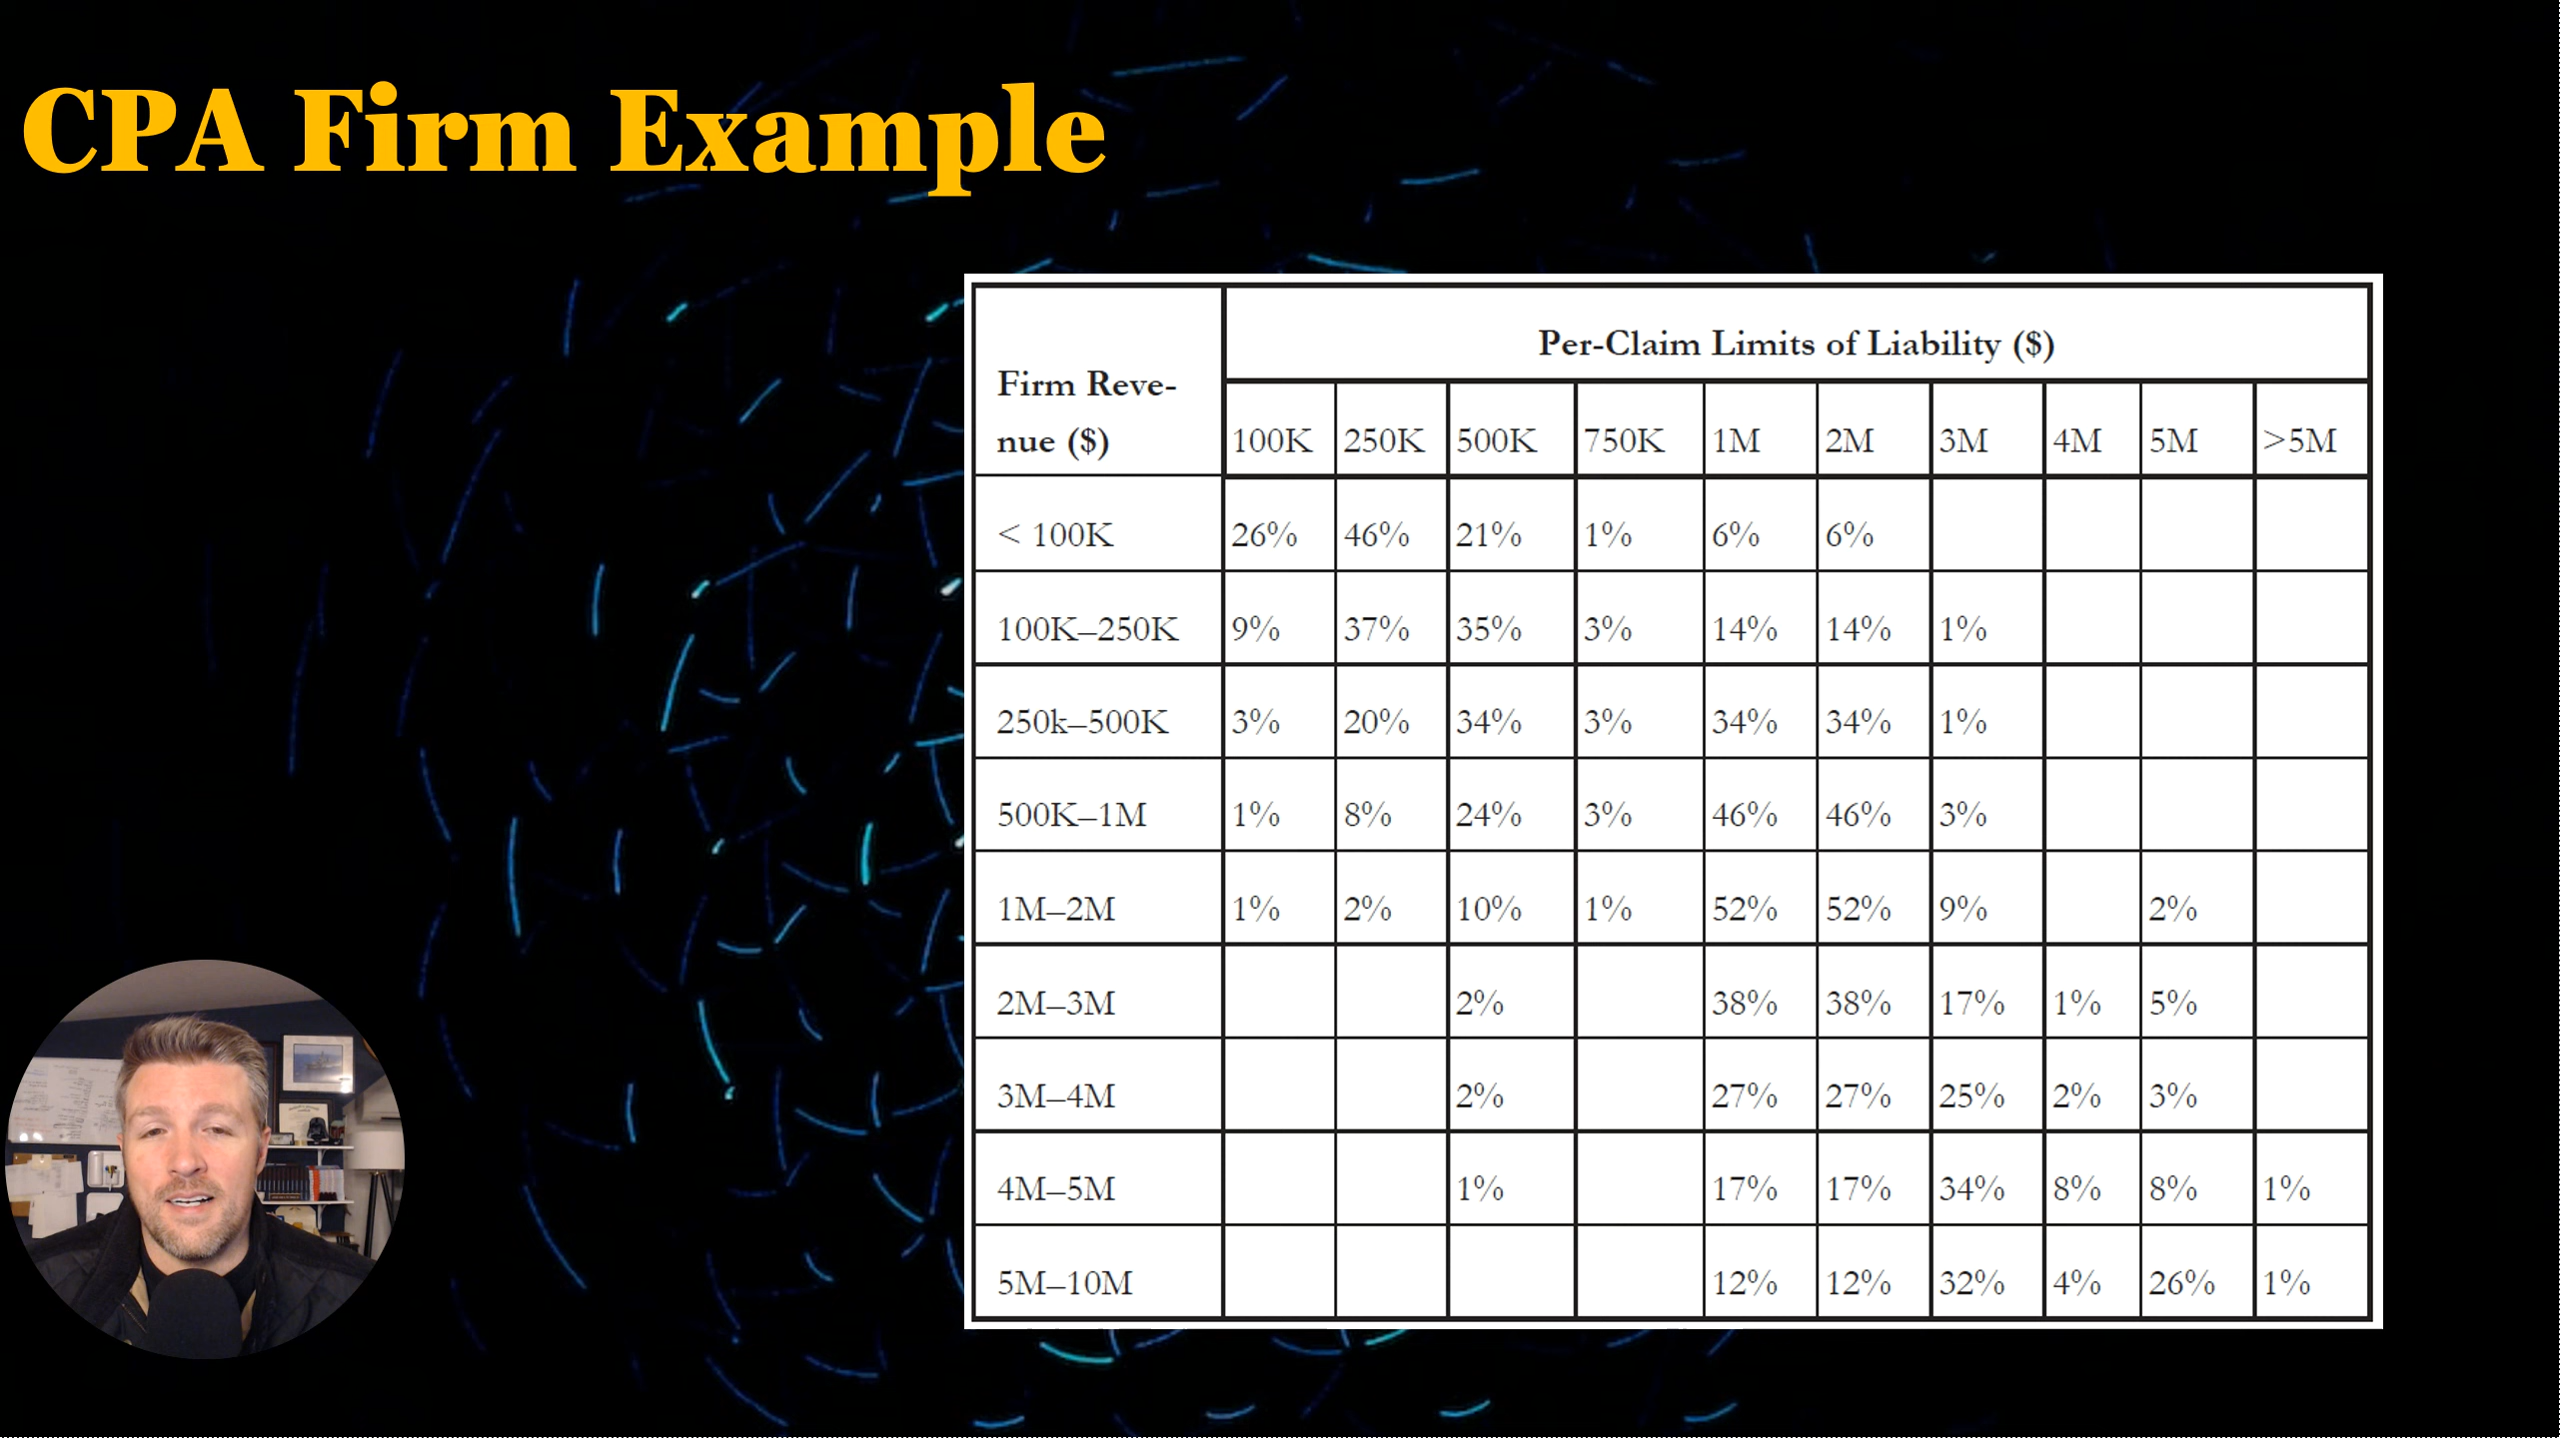 CPA Firm Example
Per-Claim Limits of Liability ($)
Firm Reve-
nue ($)
100K 250K 500K 750K 1M 2M 3M 4M 5M >5M
< 100K 26% 46% 21% 1% 6% 6%
100K–250K 9% 37% 35% 3% 14% 14% 1%
250k–500K 3% 20% 34% 3% 34% 34% 1%
500K–1M 1% 8% 24% 3% 46% 46% 3%
1M–2M 1% 2% 10% 1% 52% 52% 9% 2%
2M–3M 2% 38% 38% 17% 1% 5%
3M–4M 2% 27% 27% 25% 2% 3%
4M–5M 1% 17% 17% 34% 8% 8% 1%
5M–10M 12% 12% 32% 4% 26% 1%